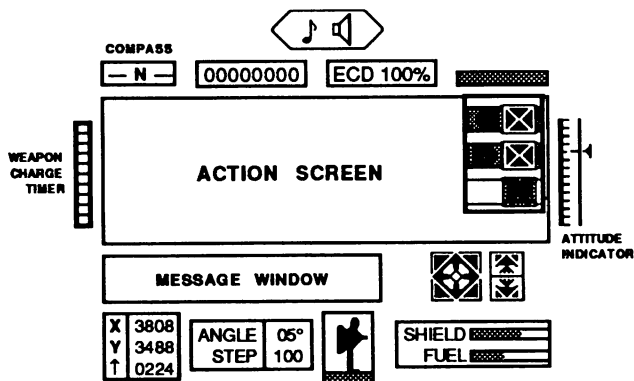 COMPASS
— N —
00000000
ECD 100%
WEAPON
CHARGE
TIMER
ACTION SCREEN
ATTITUDE
INDICATOR
MESSAGE WINDOW
X 3808
Y 3488
↑ 0224
ANGLE 05°
STEP 100
SHIELD
FUEL